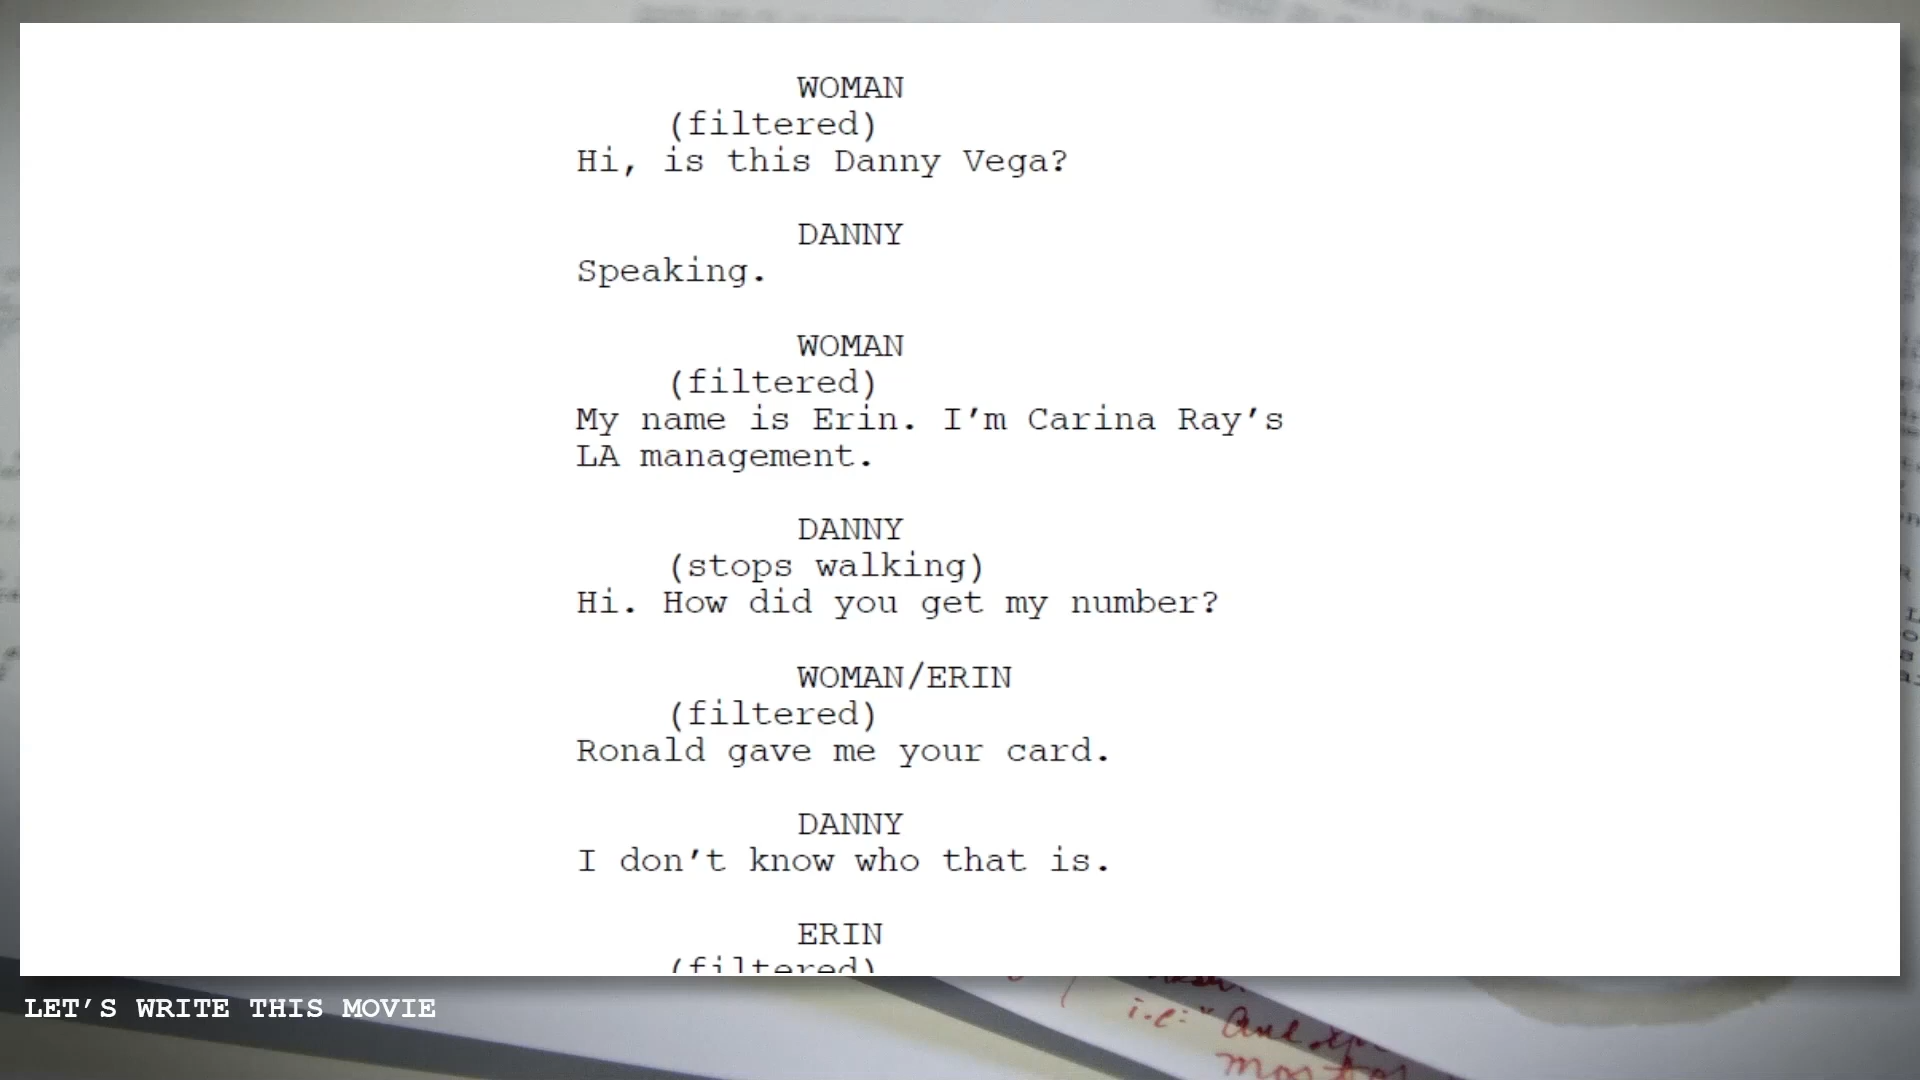 WOMAN
(filtered)
Hi, is this Danny Vega?
DANNY
Speaking.
WOMAN
(filtered)
My name is Erin. I’m Carina Ray’s
LA management.
DANNY
(stops walking)
Hi. How did you get my number?
WOMAN/ERIN
(filtered)
Ronald gave me your card.
DANNY
I don’t know who that is.
ERIN
(filtered)
LET’S WRITE THIS MOVIE
i.e: "And